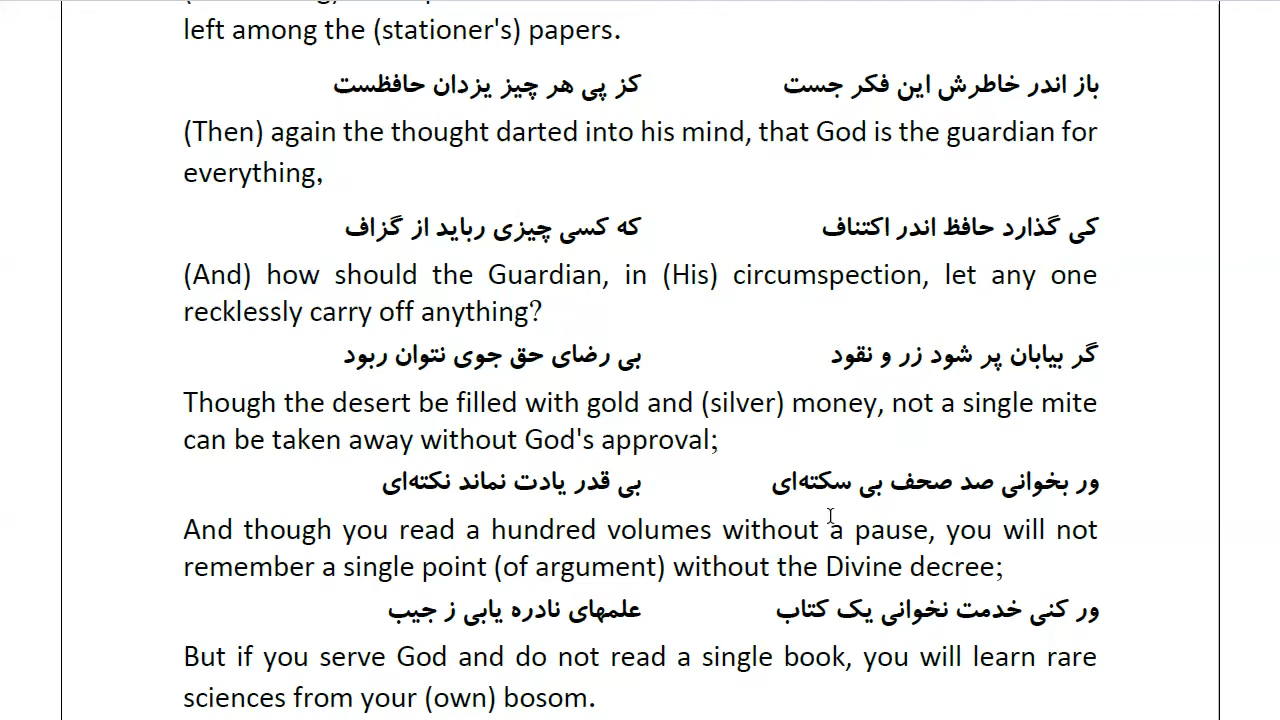 left among the (stationer's) papers.
باز اندر خاطرش این فکر جست کز پی هر چیز یزدان حافظست
(Then) again the thought darted into his mind, that God is the guardian for
everything,
کی گذارد حافظ اندر اکتناف که کسی چیزی رباید از گزاف
(And) how should the Guardian, in (His) circumspection, let any one
recklessly carry off anything?
گر بیابان پر شود زر و نقود بی رضای حق جوی نتوان ربود
Though the desert be filled with gold and (silver) money, not a single mite
can be taken away without God's approval;
ور بخوانی صد صحف بی سکته‌ای بی قدر یادت نماند نکته‌ای
And though you read a hundred volumes without a pause, you will not
remember a single point (of argument) without the Divine decree;
ور کنی خدمت نخوانی یک کتاب علمهای نادره یابی ز جیب
But if you serve God and do not read a single book, you will learn rare
sciences from your (own) bosom.